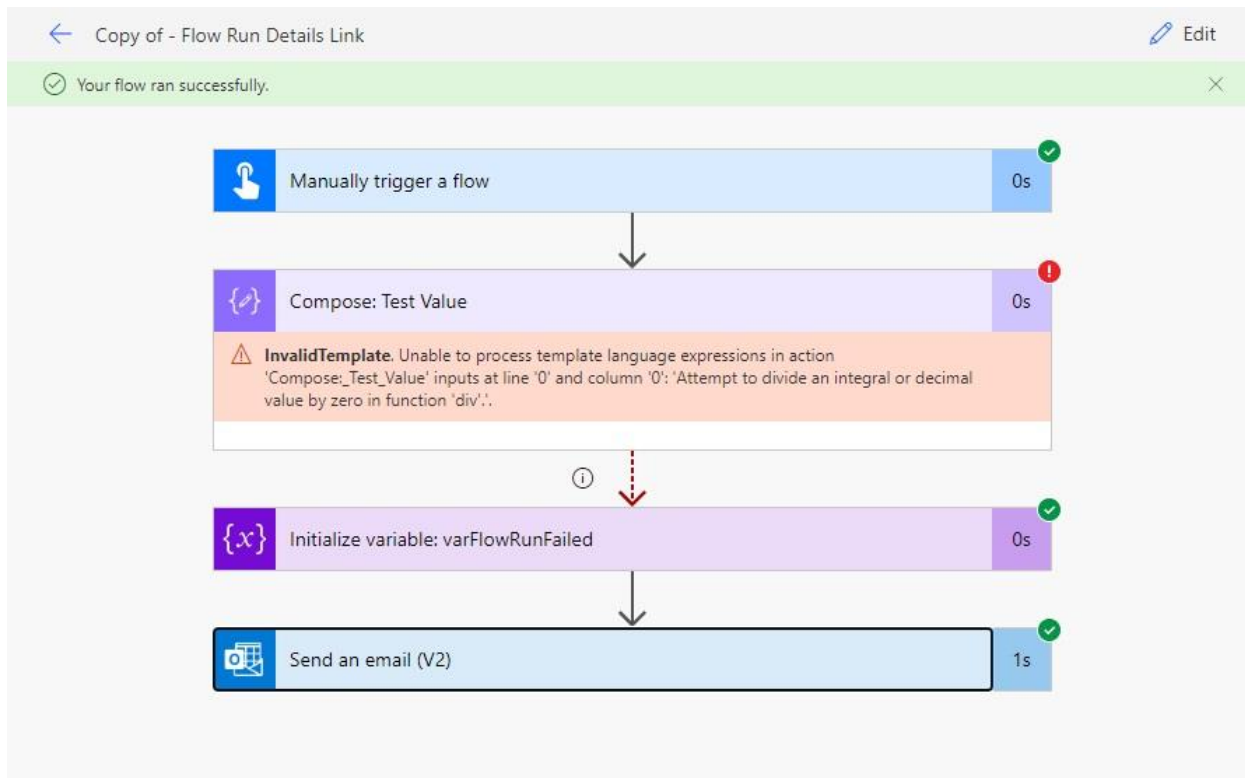 Copy of - Flow Run Details Link
Edit
Your flow ran successfully.
Manually trigger a flow
0s
Compose: Test Value
0s
InvalidTemplate. Unable to process template language expressions in action
'Compose:_Test_Value' inputs at line '0' and column '0': 'Attempt to divide an integral or decimal
value by zero in function 'div'.'.
{x}
Initialize variable: varFlowRunFailed
0s
Send an email (V2)
1s